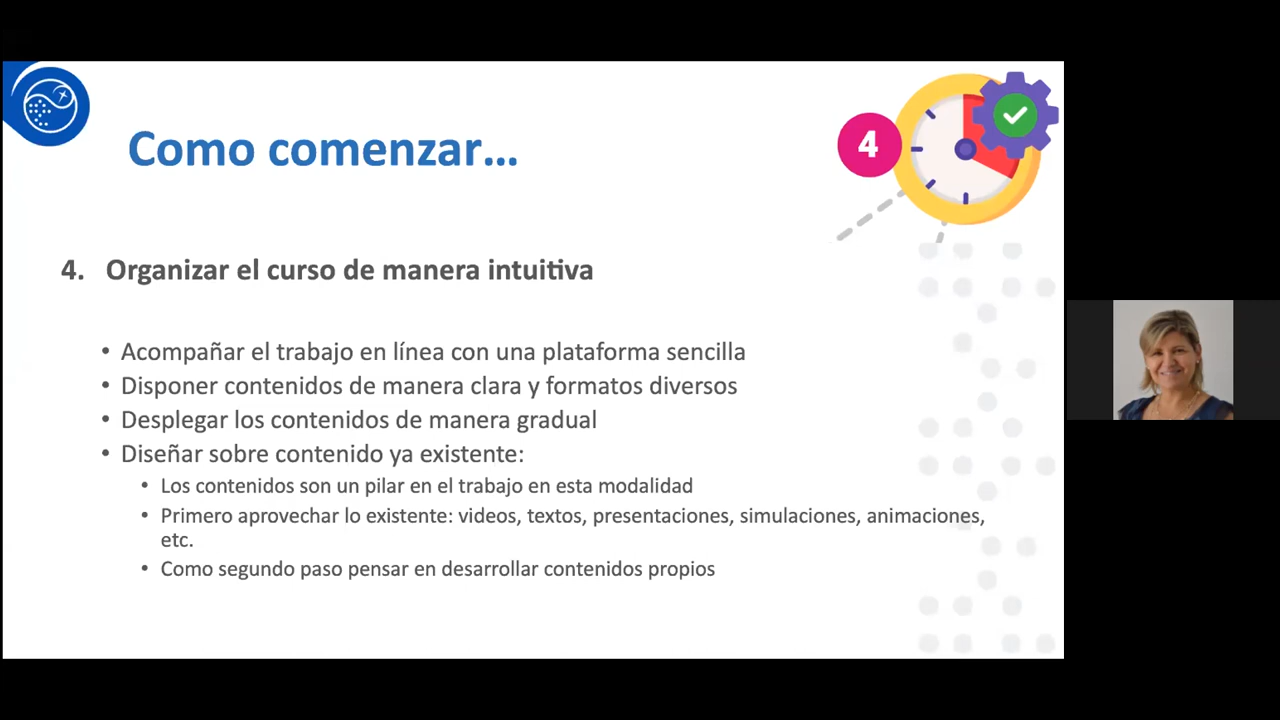 Como comenzar...
4
4. Organizar el curso de manera intuitiva
• Acompañar el trabajo en línea con una plataforma sencilla
• Disponer contenidos de manera clara y formatos diversos
• Desplegar los contenidos de manera gradual
• Diseñar sobre contenido ya existente:
• Los contenidos son un pilar en el trabajo en esta modalidad
• Primero aprovechar lo existente: videos, textos, presentaciones, simulaciones, animaciones,
etc.
• Como segundo paso pensar en desarrollar contenidos propios